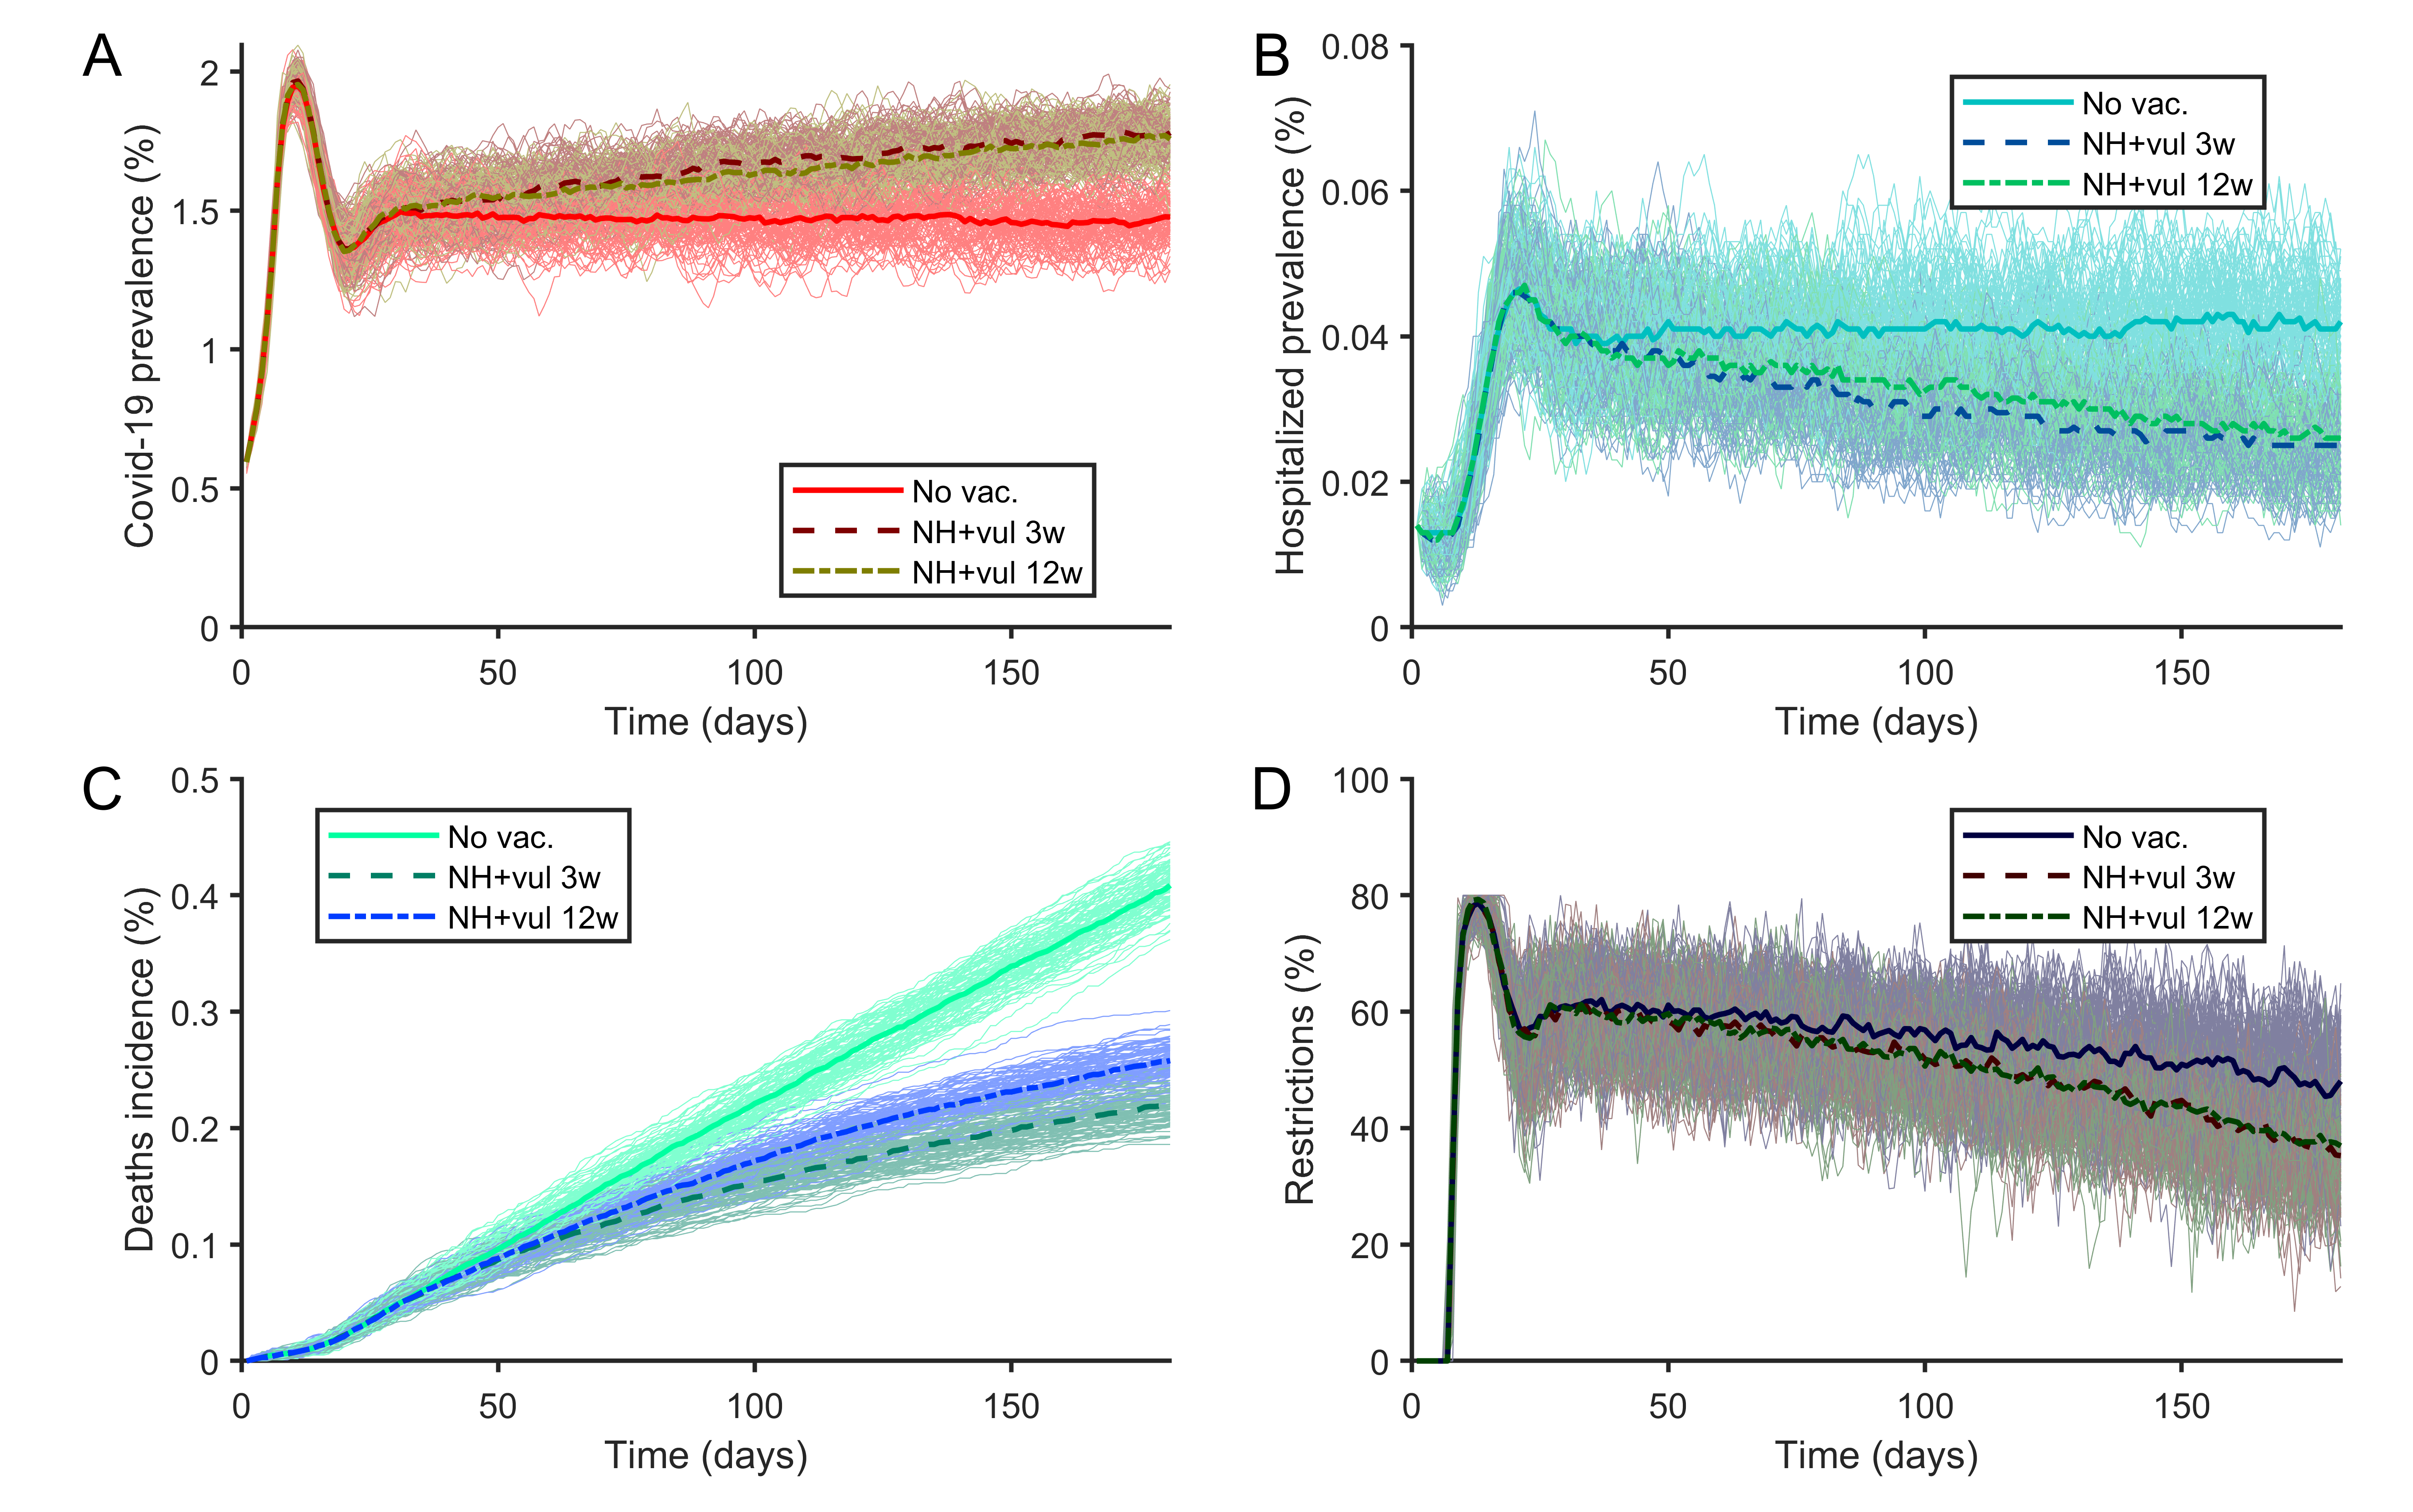 A
Covid-19 prevalence (%)
2
1.5
1
0.5
0
0 50 100 150
Time (days)
No vac.
NH+vul 3w
NH+vul 12w
B
Hospitalized prevalence (%)
0.08
0.06
0.04
0.02
0
0 50 100 150
Time (days)
No vac.
NH+vul 3w
NH+vul 12w
C
Deaths incidence (%)
0.5
0.4
0.3
0.2
0.1
0
0 50 100 150
Time (days)
No vac.
NH+vul 3w
NH+vul 12w
D
Restrictions (%)
100
80
60
40
20
0
0 50 100 150
Time (days)
No vac.
NH+vul 3w
NH+vul 12w